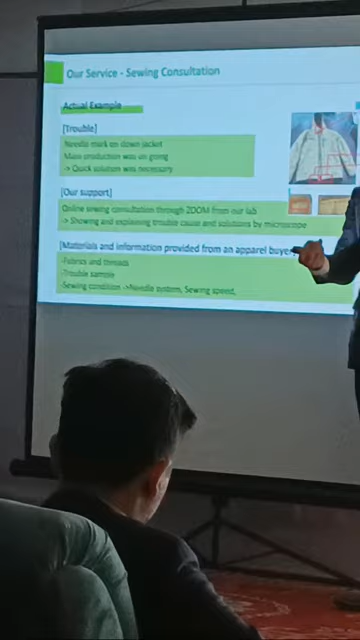 Our Service - Sewing Consultation
Actual Example
[Trouble]
Needle mark on down jacket
Main production was on going
-> Quick solution was necessary
[Our support]
Online sewing consultation through ZOOM from our lab
-> Showing and explaining trouble cause and solutions by microscope
[Materials and information provided from an apparel buyer
-Fabrics and threads
-Trouble sample
-Sewing condition ->Needle system, Sewing speed,